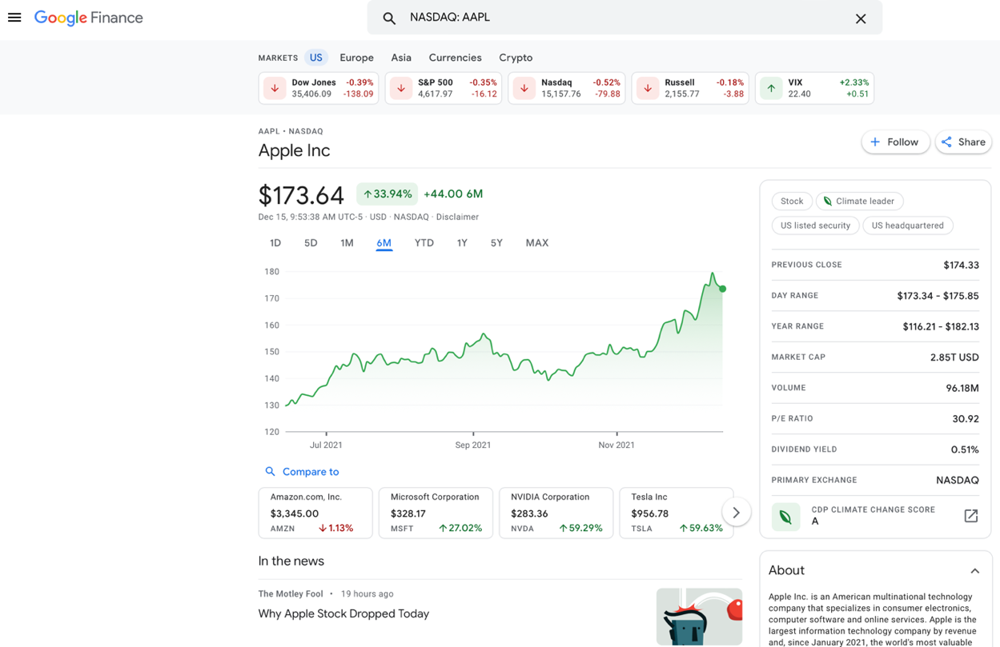 Google Finance
NASDAQ: AAPL
MARKETS US Europe Asia Currencies Crypto
Dow Jones -0.39%
35,406.09 -138.09
S&P 500 -0.35%
4,617.97 -16.12
Nasdaq -0.52%
15,157.76 -79.88
Russell -0.18%
2,155.77 -3.88
VIX +2.33%
22.40 +0.51
AAPL • NASDAQ
Apple Inc
Follow
Share
$173.64 ↑33.94% +44.00 6M
Dec 15, 9:53:38 AM UTC-5 · USD · NASDAQ · Disclaimer
1D 5D 1M 6M YTD 1Y 5Y MAX
180
170
160
150
140
130
120
Jul 2021 Sep 2021 Nov 2021
Compare to
Amazon.com, Inc.
$3,345.00
AMZN ↓1.13%
Microsoft Corporation
$328.17
MSFT ↑27.02%
NVIDIA Corporation
$283.36
NVDA ↑59.29%
Tesla Inc
$956.78
TSLA ↑59.63%
In the news
The Motley Fool • 19 hours ago
Why Apple Stock Dropped Today
Stock
Climate leader
US listed security
US headquartered
PREVIOUS CLOSE $174.33
DAY RANGE $173.34 - $175.85
YEAR RANGE $116.21 - $182.13
MARKET CAP 2.85T USD
VOLUME 96.18M
P/E RATIO 30.92
DIVIDEND YIELD 0.51%
PRIMARY EXCHANGE NASDAQ
CDP CLIMATE CHANGE SCORE
A
About
Apple Inc. is an American multinational technology
company that specializes in consumer electronics,
computer software and online services. Apple is the
largest information technology company by revenue
and, since January 2021, the world's most valuable